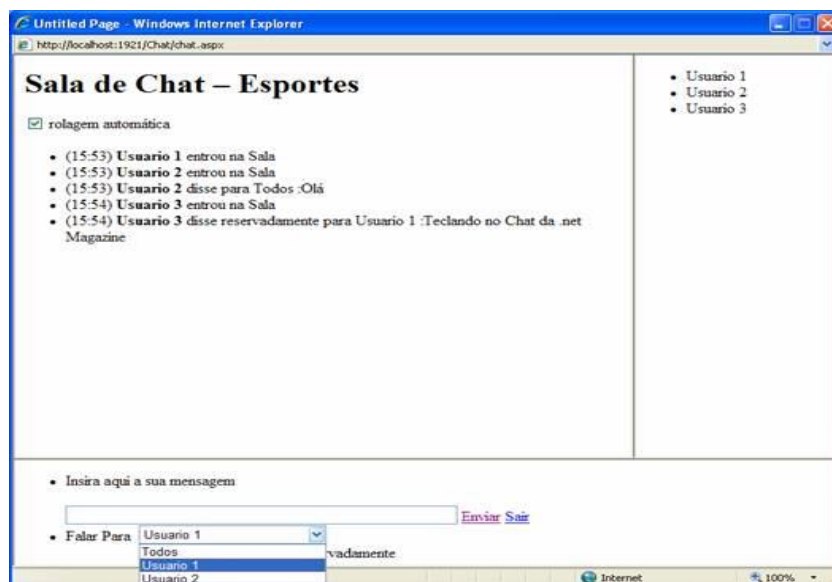 Untitled Page - Windows Internet Explorer
http://localhost:1921/Chat/chat.aspx
Sala de Chat – Esportes
rolagem automática
(15:53) Usuario 1 entrou na Sala
(15:53) Usuario 2 entrou na Sala
(15:53) Usuario 2 disse para Todos :Olá
(15:54) Usuario 3 entrou na Sala
(15:54) Usuario 3 disse reservadamente para Usuario 1 :Teclando no Chat da .net
Magazine
Usuario 1
Usuario 2
Usuario 3
Insira aqui a sua mensagem
Enviar Sair
Falar Para Usuario 1
Todos
vadamente
Usuario 1
Usuario 2
Internet 100%